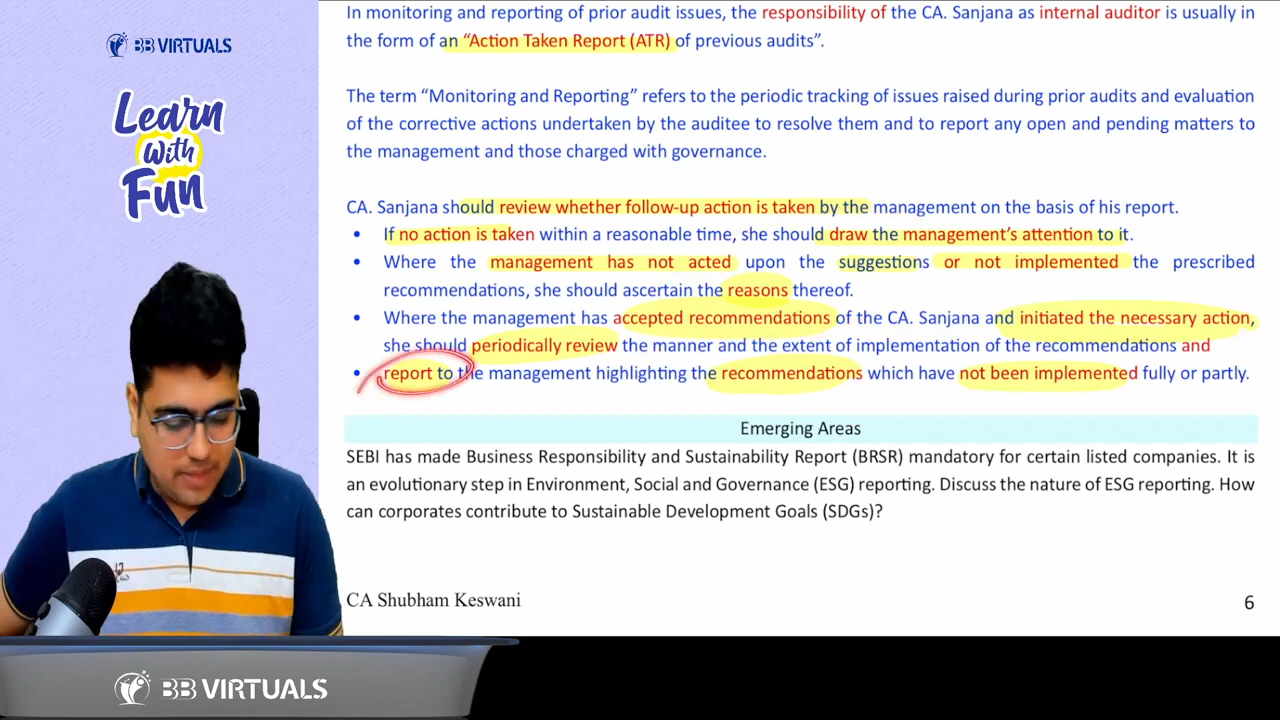 BB VIRTUALS
Learn
With
Fun
In monitoring and reporting of prior audit issues, the responsibility of the CA. Sanjana as internal auditor is usually in
the form of an “Action Taken Report (ATR) of previous audits”.
The term “Monitoring and Reporting” refers to the periodic tracking of issues raised during prior audits and evaluation
of the corrective actions undertaken by the auditee to resolve them and to report any open and pending matters to
the management and those charged with governance.
CA. Sanjana should review whether follow-up action is taken by the management on the basis of his report.
• If no action is taken within a reasonable time, she should draw the management’s attention to it.
• Where the management has not acted upon the suggestions or not implemented the prescribed
recommendations, she should ascertain the reasons thereof.
• Where the management has accepted recommendations of the CA. Sanjana and initiated the necessary action,
she should periodically review the manner and the extent of implementation of the recommendations and
• report to the management highlighting the recommendations which have not been implemented fully or partly.
Emerging Areas
SEBI has made Business Responsibility and Sustainability Report (BRSR) mandatory for certain listed companies. It is
an evolutionary step in Environment, Social and Governance (ESG) reporting. Discuss the nature of ESG reporting. How
can corporates contribute to Sustainable Development Goals (SDGs)?
CA Shubham Keswani
6
BB VIRTUALS